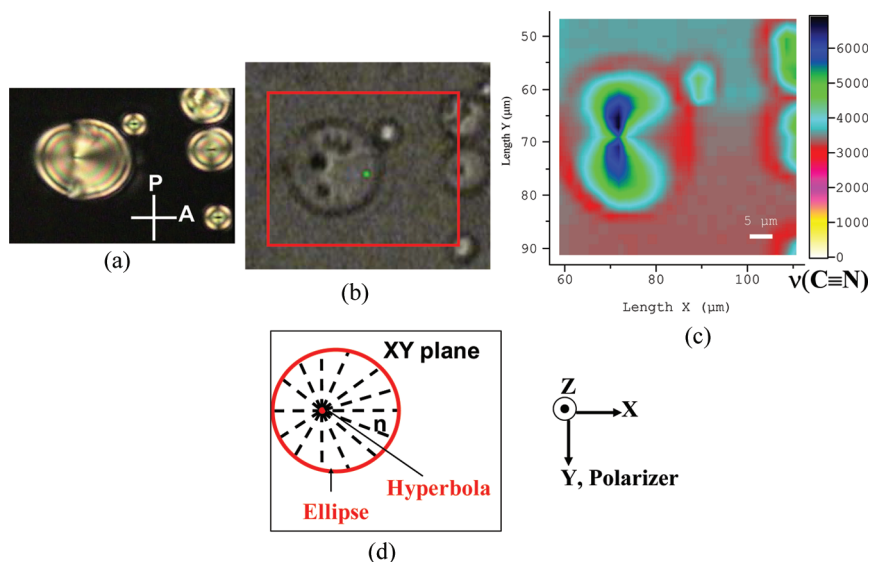 (a)
P
A
(b)
(c)
Length Y (µm)
50
60
70
80
90
60
80
100
Length X (µm)
5 µm
6000
5000
4000
3000
2000
1000
0
ν(C≡N)
(d)
XY plane
n
Hyperbola
Ellipse
Z
X
Y, Polarizer